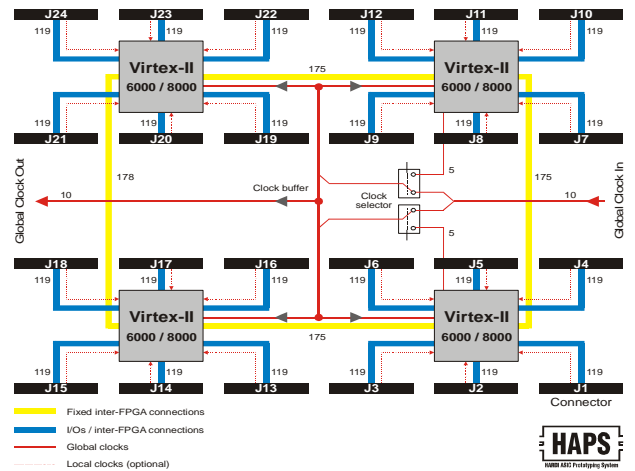 J24 J23 J22 J12 J11 J10
119 119 119 119 119 119
175
Virtex-II Virtex-II
6000 / 8000 6000 / 8000
119 119 119 119
J21 J20 J19 J9 J8 J7
119 119
178 5 175
Global Clock Out
10
Clock buffer
Clock
selector
10
Global Clock In
5
J18 J17 J16 J6 J5 J4
119 119 119 119 119 119
Virtex-II Virtex-II
6000 / 8000 6000 / 8000
175
119 119 119 119 119 119
J15 J14 J13 J3 J2 J1
Connector
Fixed inter-FPGA connections
I/Os / inter-FPGA connections
Global clocks
Local clocks (optional)
HAPS
HARDI ASIC Prototyping System